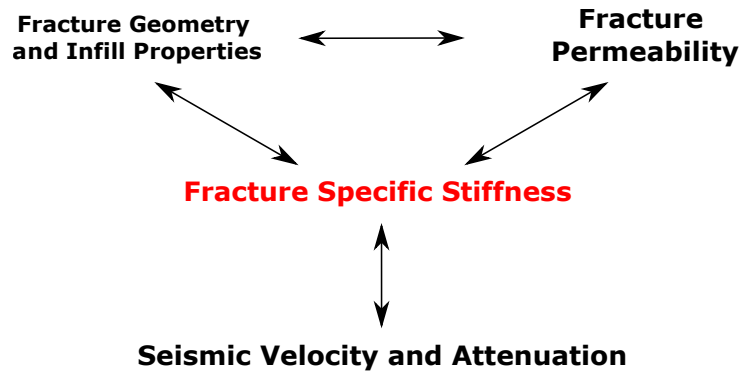 Fracture Geometry
and Infill Properties
Fracture
Permeability
Fracture Specific Stiffness
Seismic Velocity and Attenuation